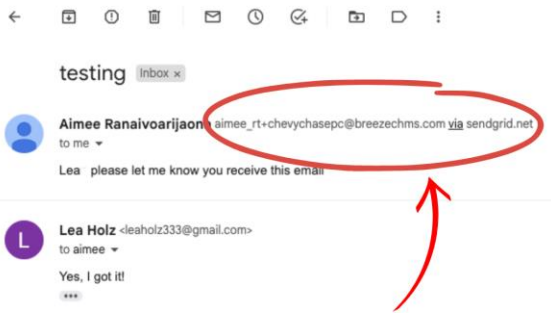 testing Inbox ×
Aimee Ranaivoarijaona aimee_rt+chevychasepc@breezechms.com via sendgrid.net
to me
Lea please let me know you receive this email
L
Lea Holz <leaholz333@gmail.com>
to aimee
Yes, I got it!